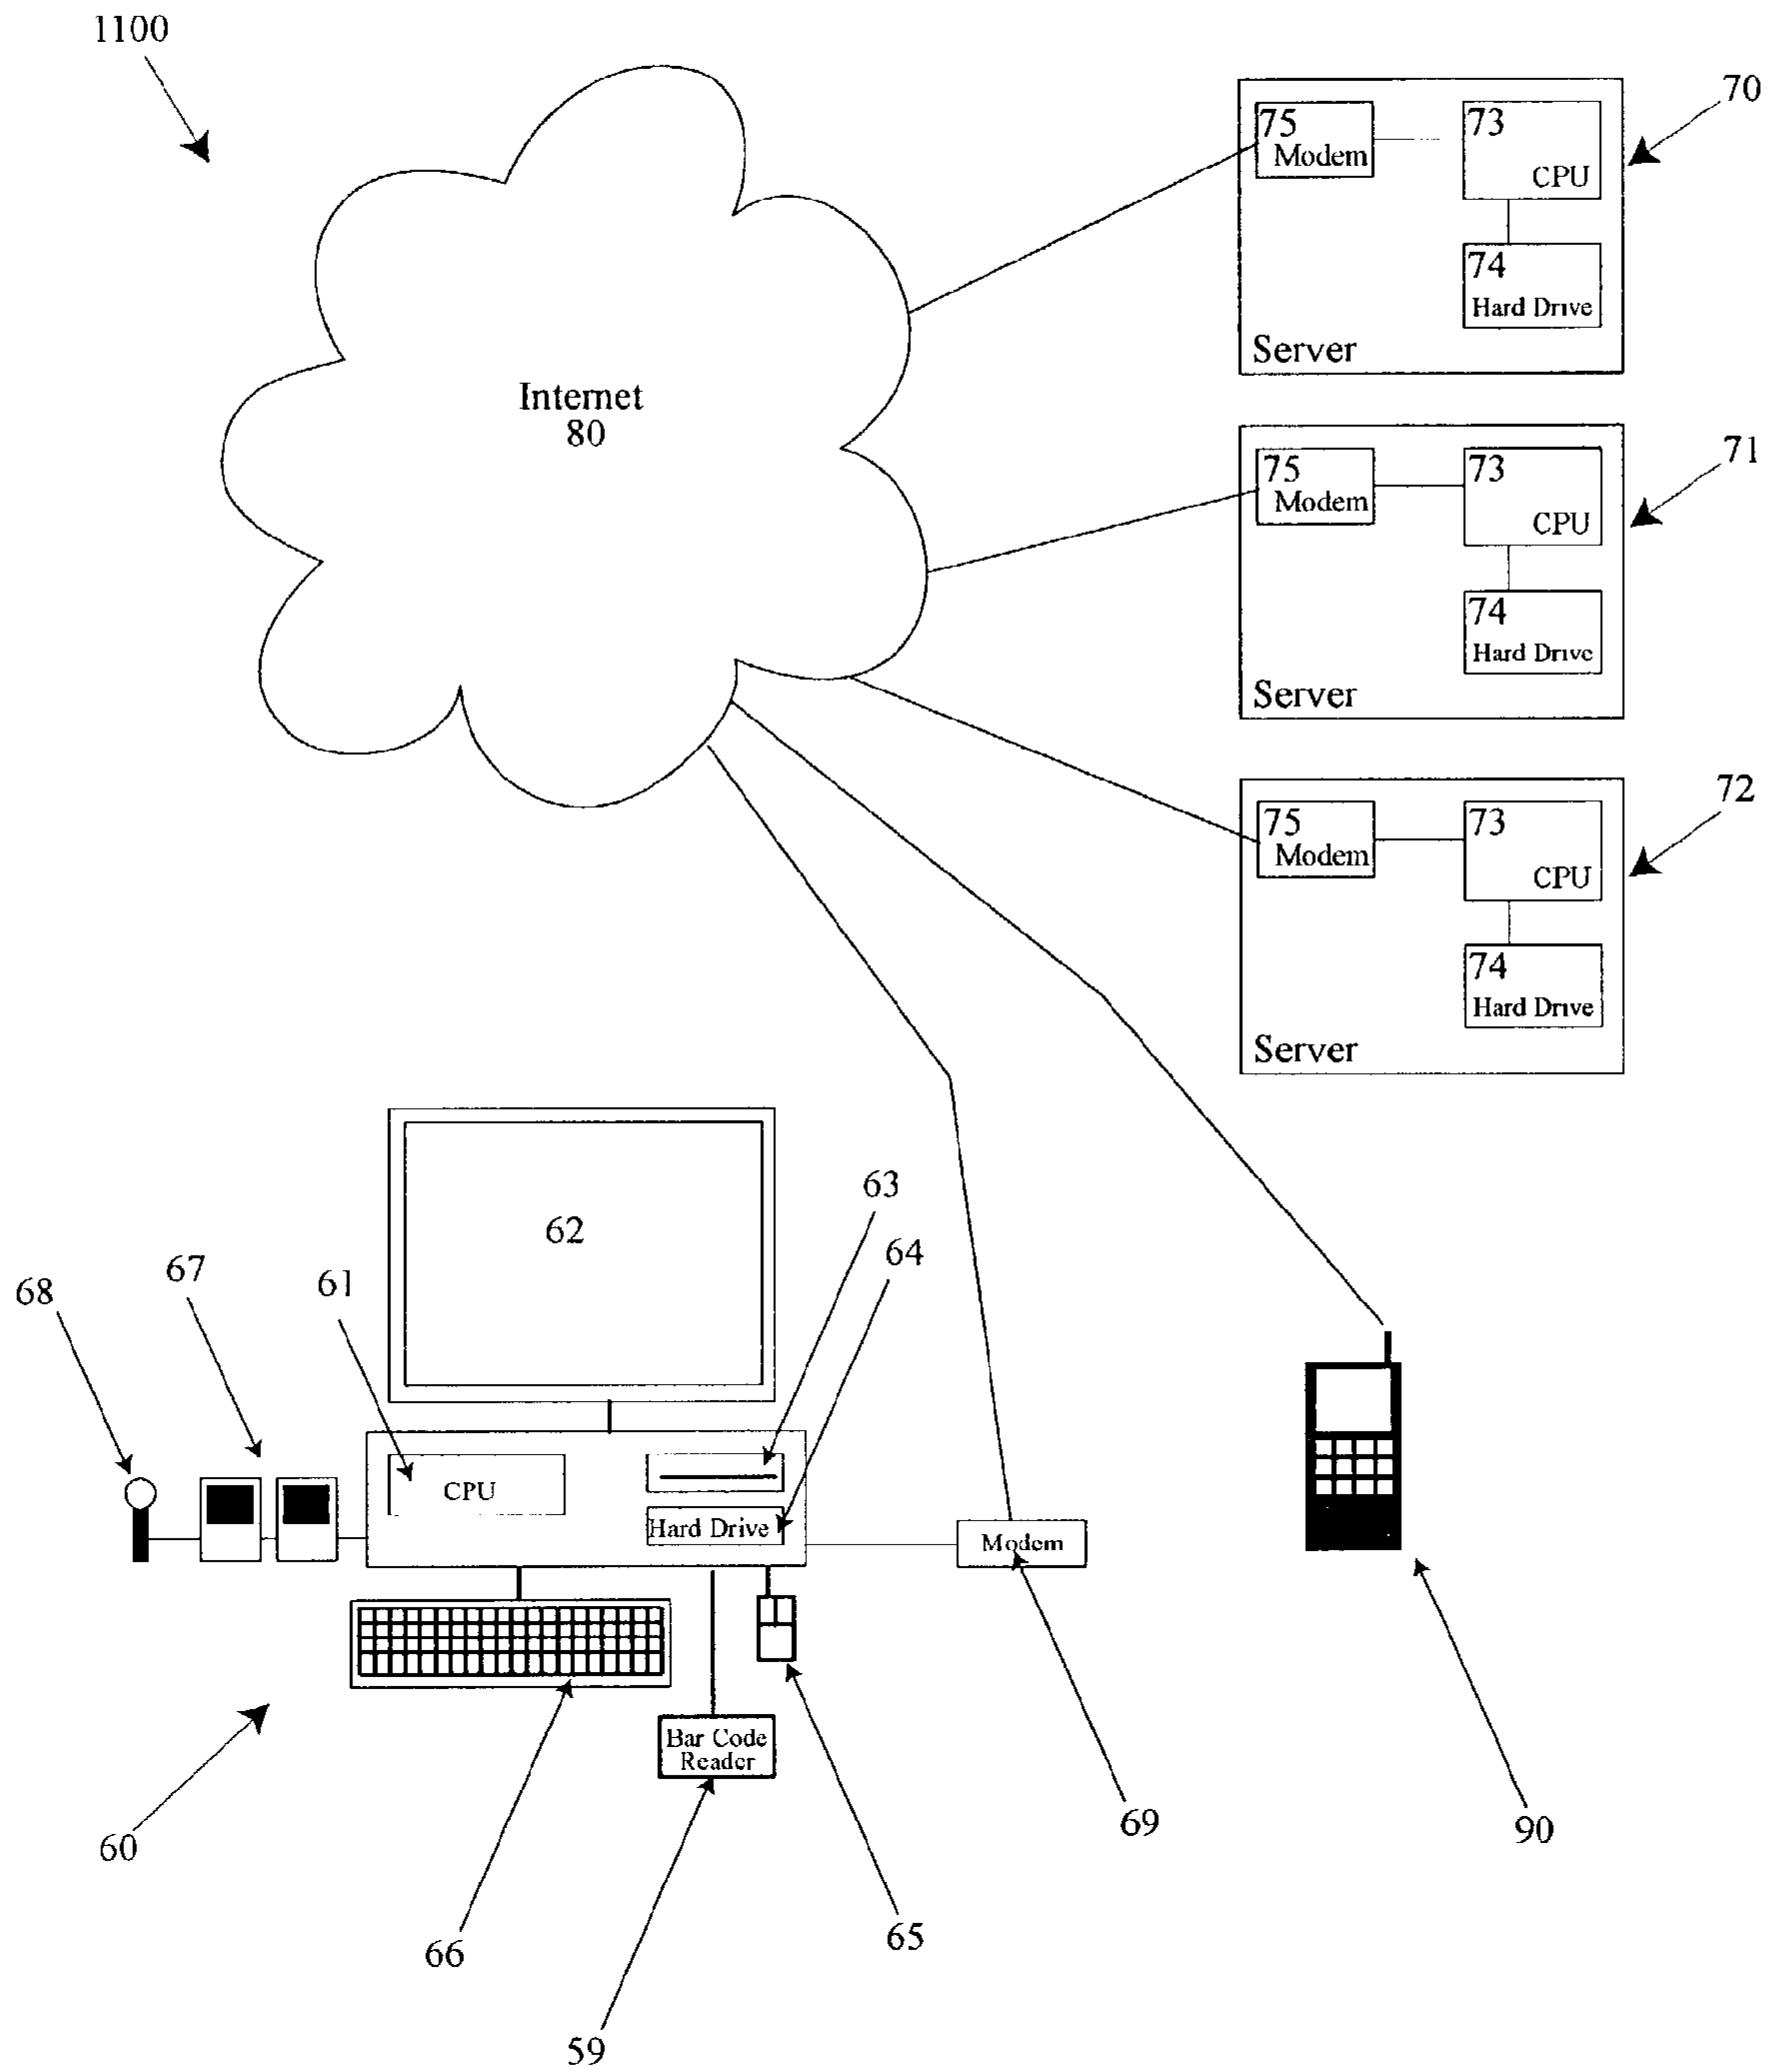 1100
70
75
Modem
73
CPU
74
Hard Drive
Server
Internet
80
71
75
Modem
73
CPU
74
Hard Drive
Server
72
75
Modem
73
CPU
74
Hard Drive
Server
62
63
64
61
67
68
CPU
Hard Drive
Modem
Bar Code
Reader
60
66
59
65
69
90